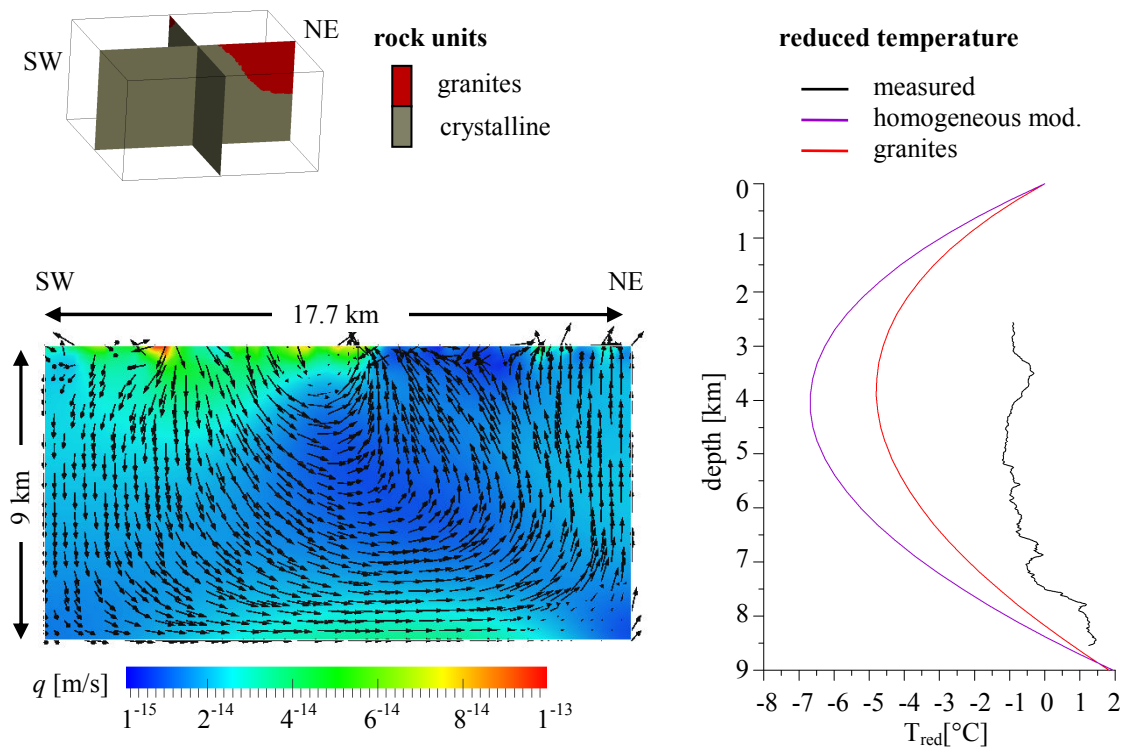 SW
NE
rock units
granites
crystalline
reduced temperature
measured
homogeneous mod.
granites
SW
NE
17.7 km
9 km
q [m/s]
1-15 2-14 4-14 6-14 8-14 1-13
0
1
2
3
4
5
6
7
8
9
depth [km]
-8 -7 -6 -5 -4 -3 -2 -1 0 1 2
Tred[°C]